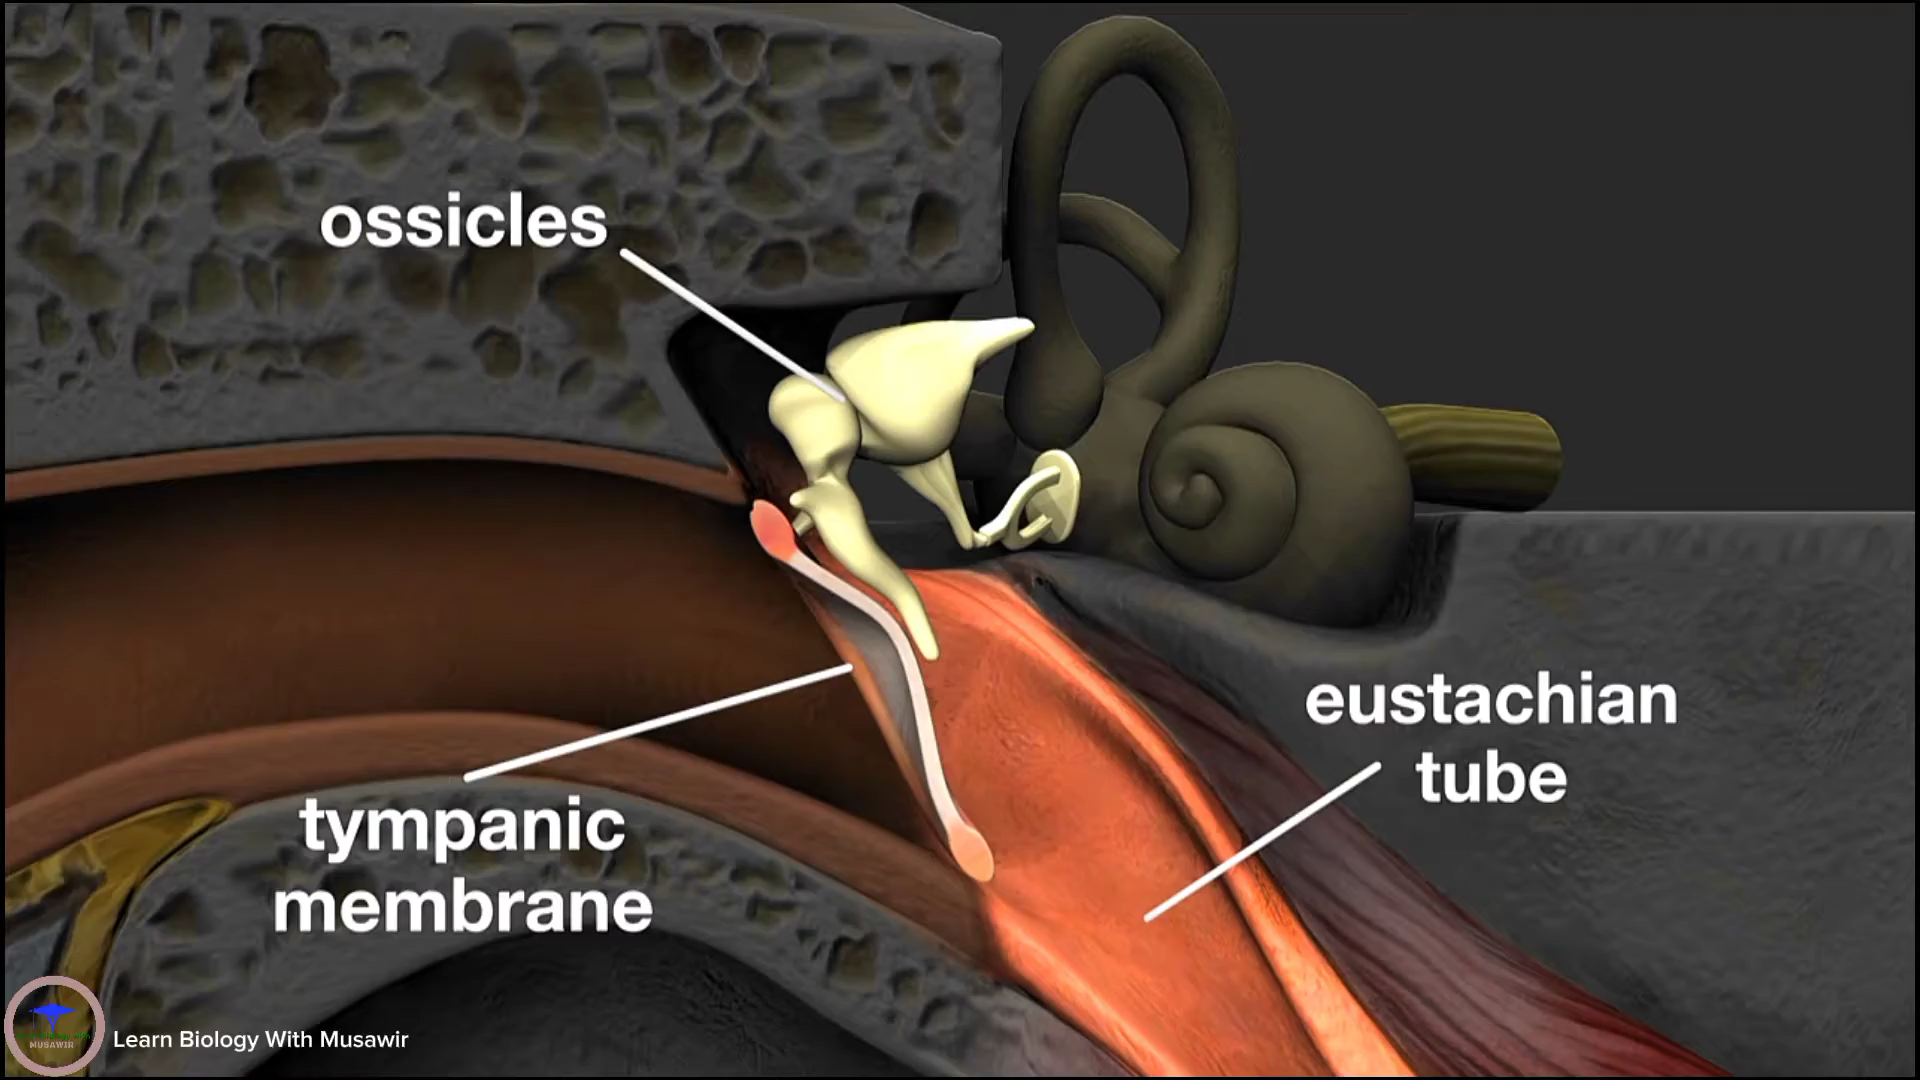 ossicles
eustachian
tube
tympanic
membrane
MUSAWIR
Learn Biology With Musawir